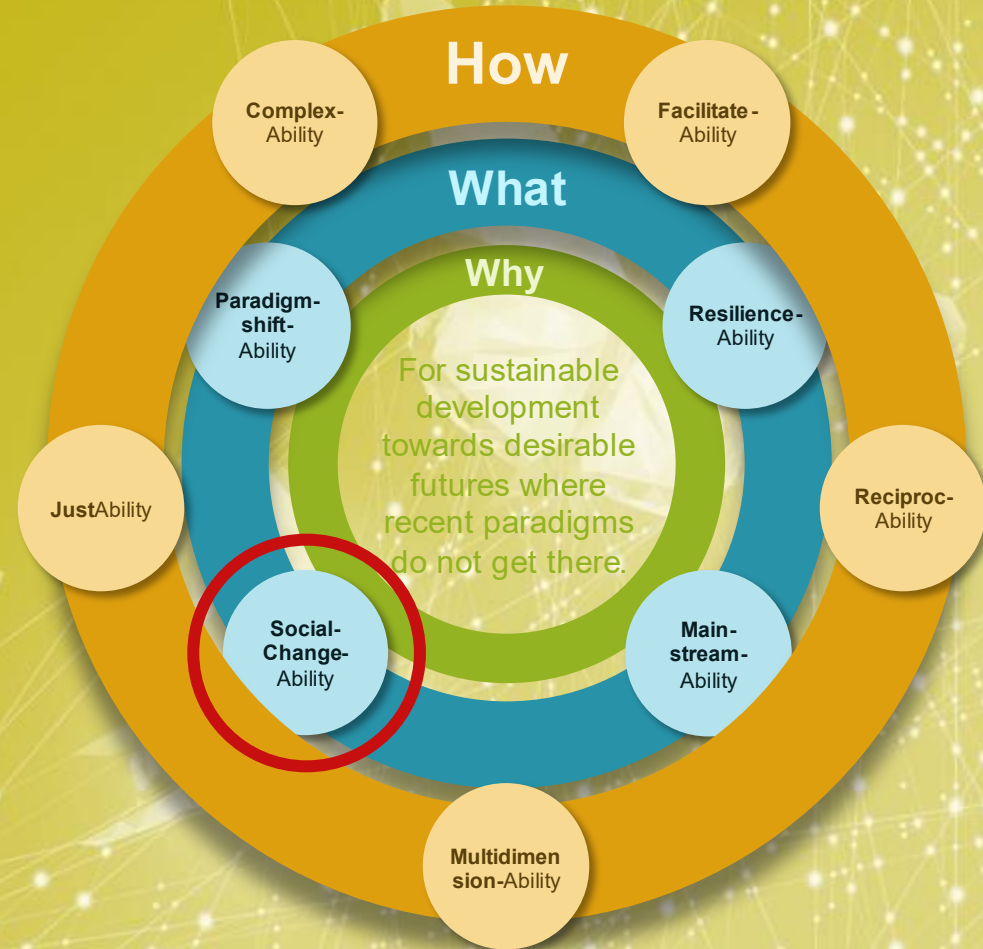 How
Complex-
Ability
Facilitate-
Ability
What
Why
Paradigm-
shift-
Ability
Resilience-
Ability
For sustainable
development
towards desirable
futures where
recent paradigms
do not get there.
JustAbility
Reciproc-
Ability
Social-
Change-
Ability
Main-
stream-
Ability
Multidimen
sion-Ability